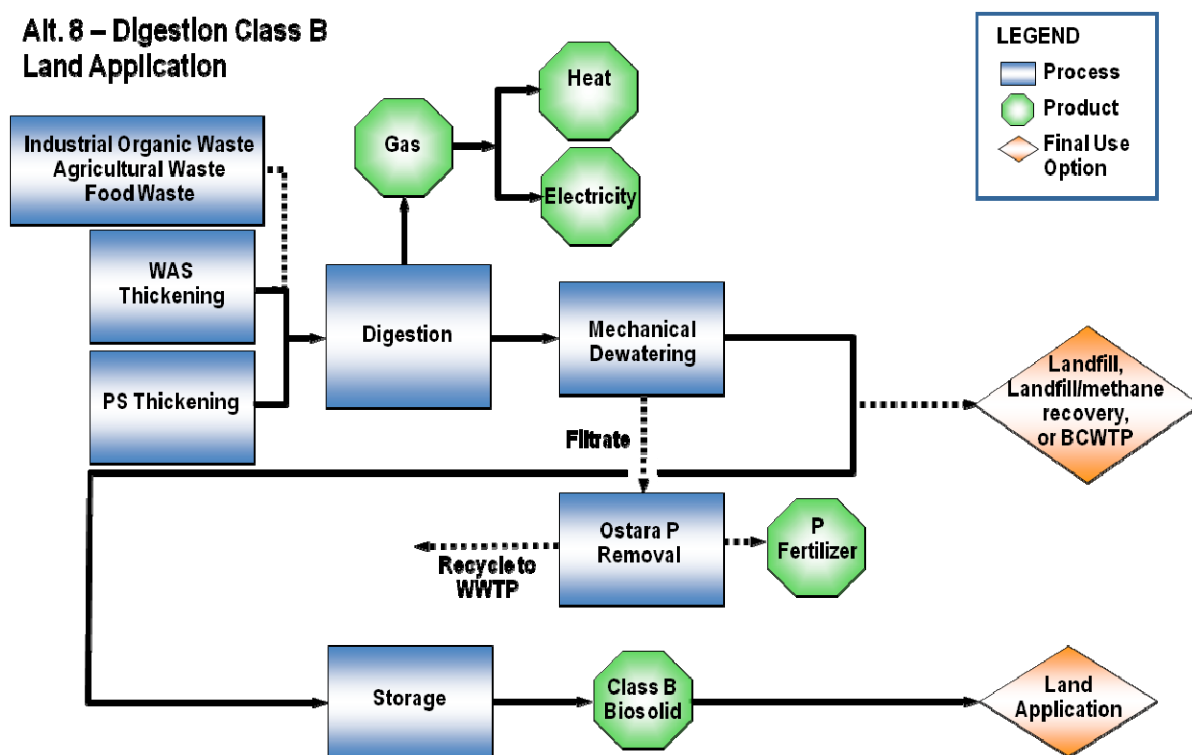 Alt. 8 – Digestion Class B
Land Application
LEGEND
Process
Product
Final Use
Option
Heat
Gas
Electricity
Industrial Organic Waste
Agricultural Waste
Food Waste
WAS
Thickening
Digestion
Mechanical
Dewatering
PS Thickening
Landfill,
Landfill/methane
recovery,
or BCWTP
Filtrate
Ostara P
Removal
P
Fertilizer
Recycle to
WWTP
Storage
Class B
Biosolid
Land
Application